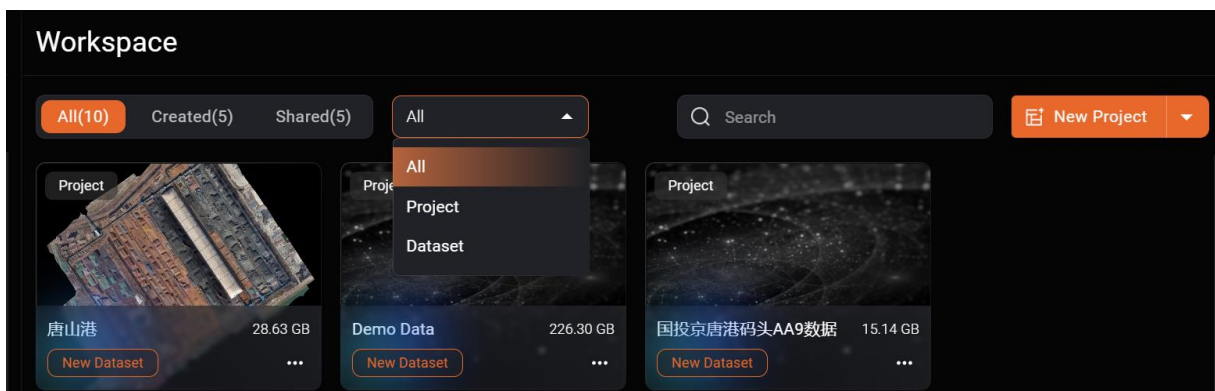 Workspace
All(10) Created(5) Shared(5) All Search New Project
All
Project
Dataset
Project Proje Project
唐山港 28.63 GB Demo Data 226.30 GB 国投京唐港码头AA9数据 15.14 GB
New Dataset New Dataset New Dataset